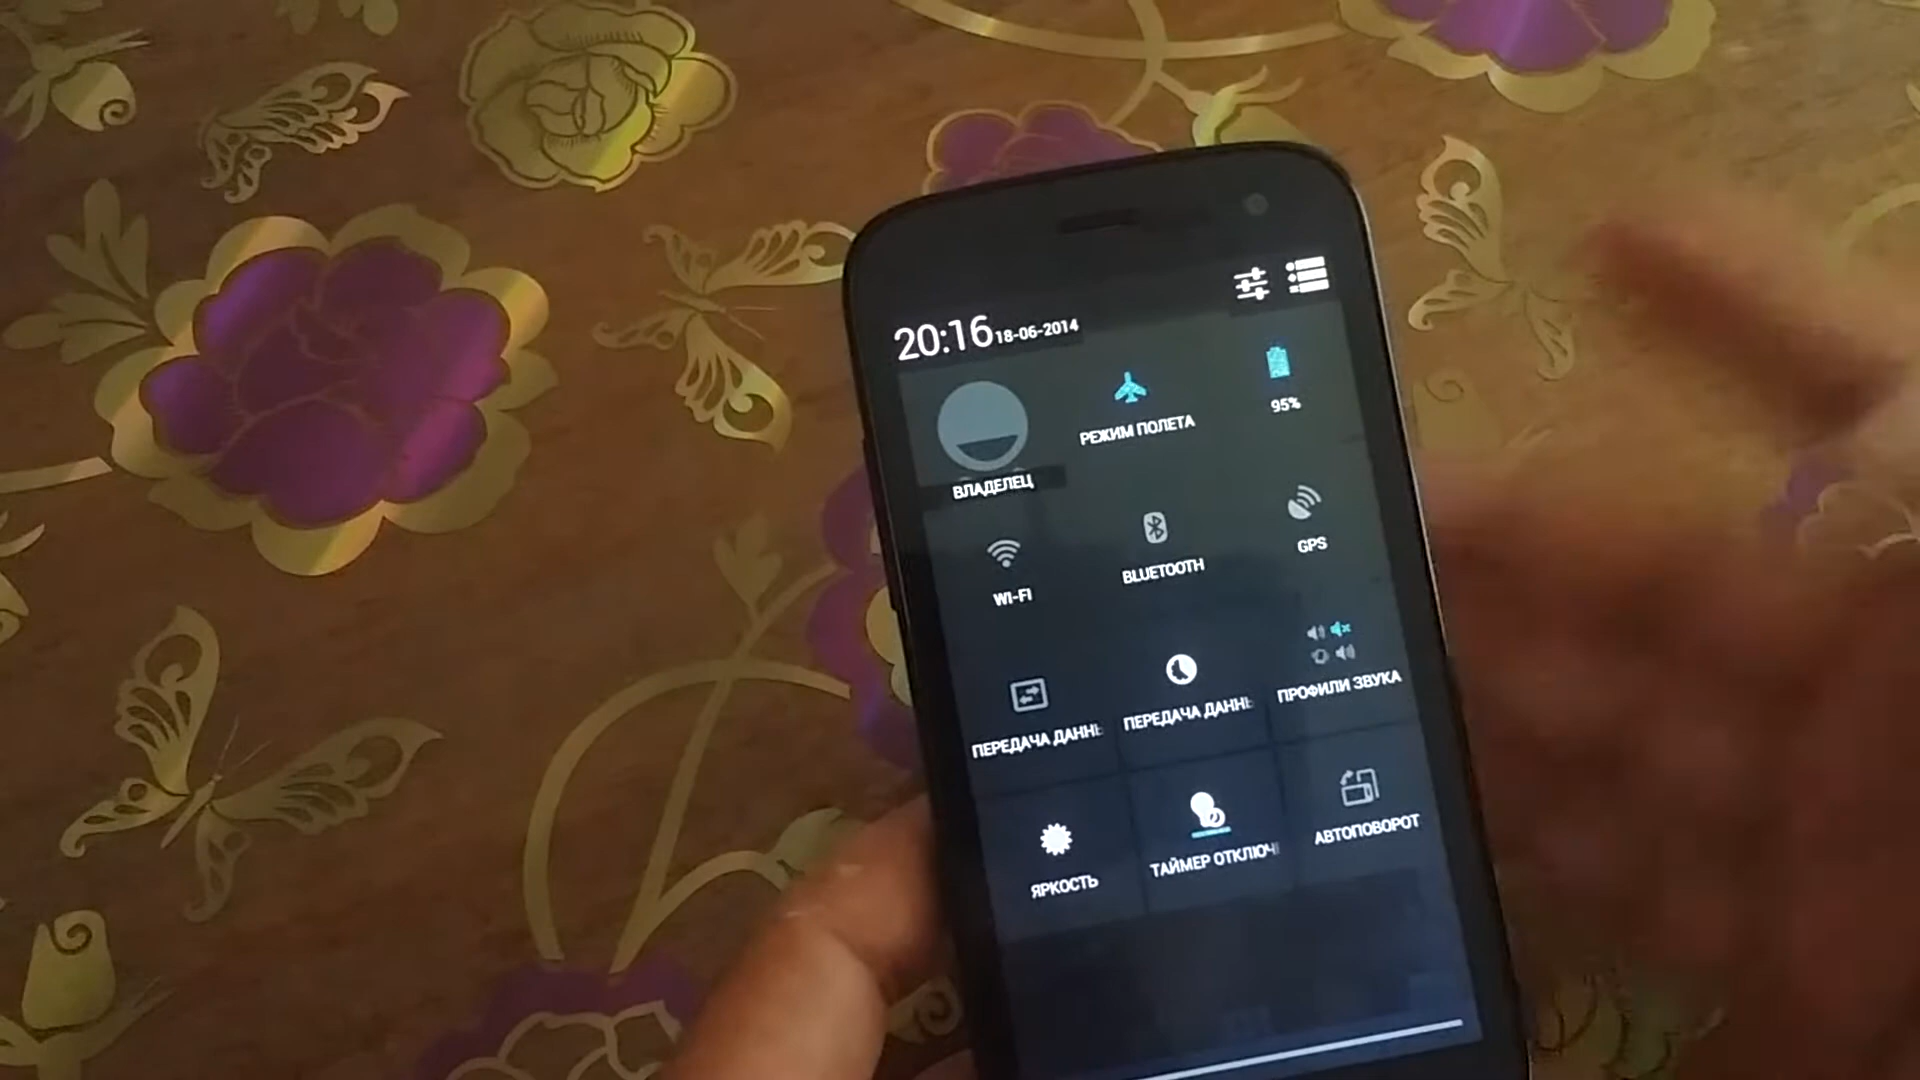 20:16 18-06-2014
ВЛАДЕЛЕЦ
РЕЖИМ ПОЛЕТА
95%
WI-FI
BLUETOOTH
GPS
ПЕРЕДАЧА ДАНН
ПЕРЕДАЧА ДАНН
ПРОФИЛИ ЗВУКА
ЯРКОСТЬ
ТАЙМЕР ОТКЛЮЧ
АВТОПОВОРОТ